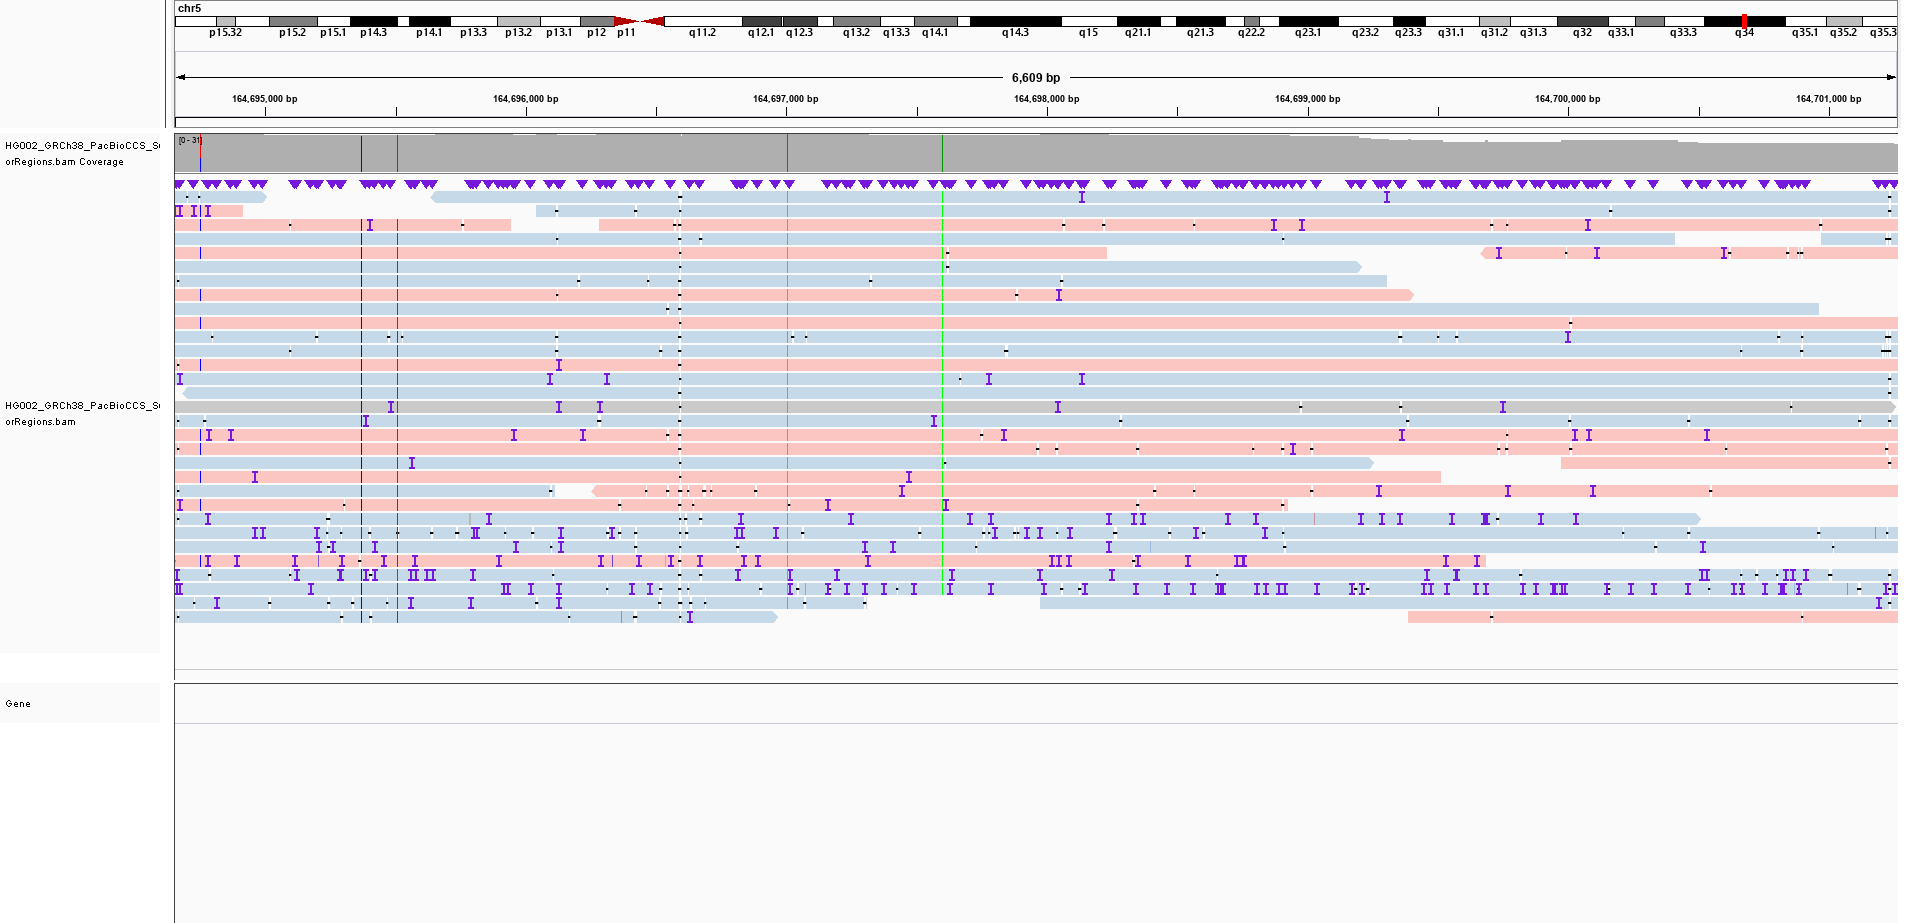 chr5
p15.32 p15.2 p15.1 p14.3 p14.1 p13.3 p13.2 p13.1 p12 p11 q11.2 q12.1 q12.3 q13.2 q13.3 q14.1 q14.3 q15 q21.1 q21.3 q22.2 q23.1 q23.2 q23.3 q31.1 q31.2 q31.3 q32 q33.1 q33.3 q34 q35.1 q35.2 q35.3
6,609 bp
164,695,000 bp 164,696,000 bp 164,697,000 bp 164,698,000 bp 164,699,000 bp 164,700,000 bp 164,701,000 bp
[0 - 31]
HG002_GRCh38_PacBioCCS_S
orRegions.bam Coverage
HG002_GRCh38_PacBioCCS_S
orRegions.bam
Gene